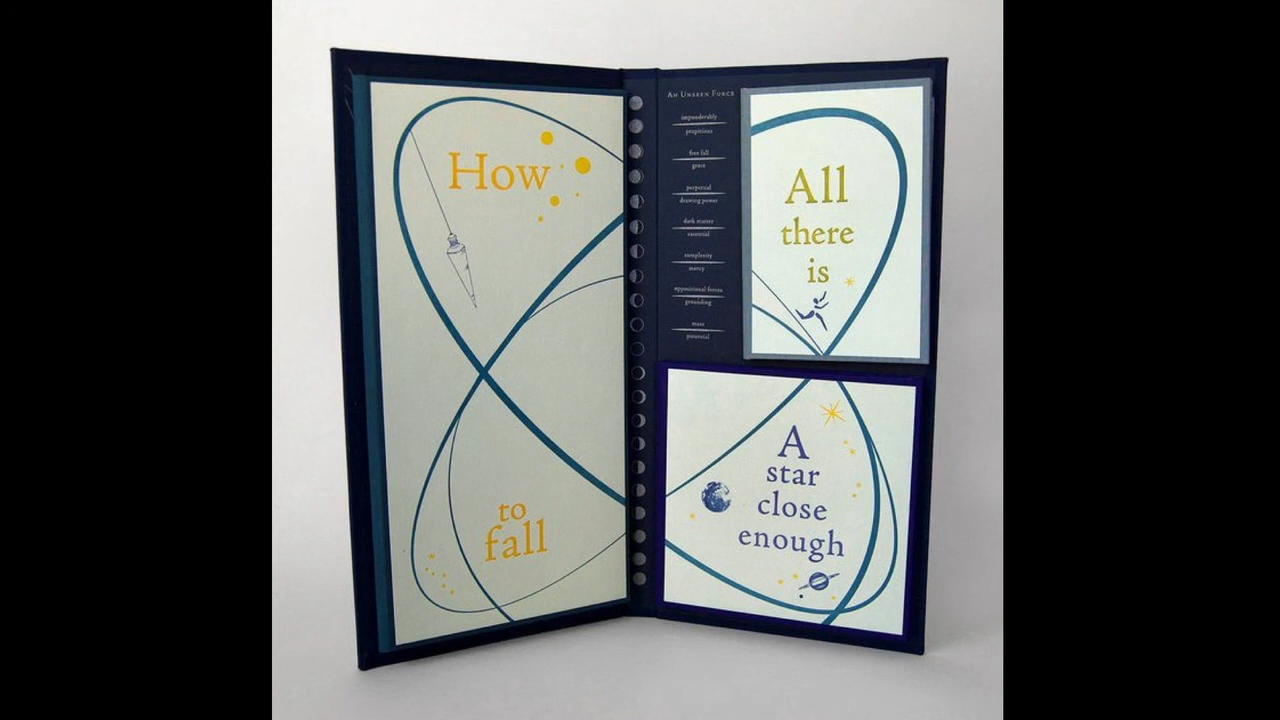 How
to
fall
An Unseen Force
imponderably
propitious
free fall
grace
perpetual
drawing power
dark matter
essential
complexity
mercy
oppositional forces
grounding
mass
potential
All
there
is
A
star
close
enough